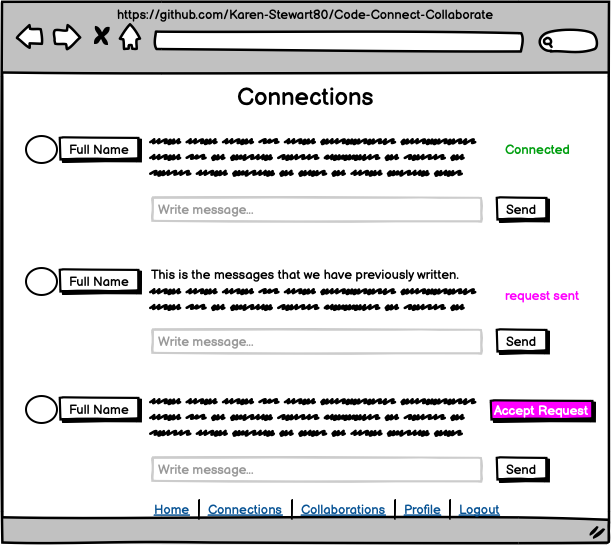 https://github.com/Karen-Stewart80/Code-Connect-Collaborate
Connections
Full Name
Connected
Write message...
Send
Full Name
This is the messages that we have previously written.
request sent
Write message...
Send
Full Name
Accept Request
Write message...
Send
Home Connections Collaborations Profile Logout